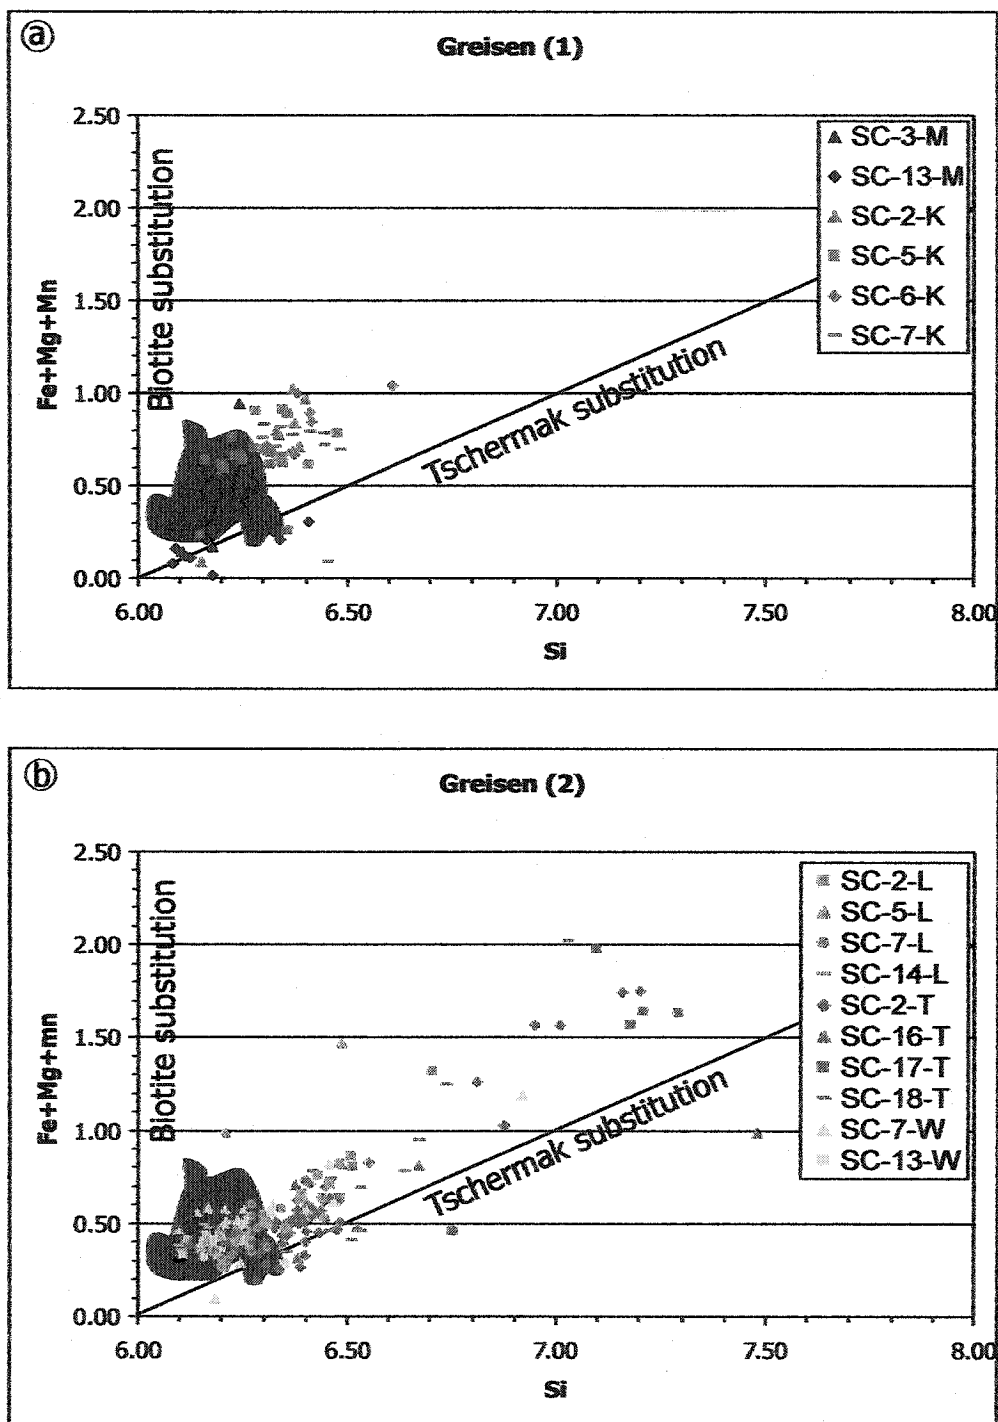 a
Greisen (1)
2.50
2.00
1.50
1.00
0.50
0.00
Fe+Mg+Mn
Biotite substitution
Tschermak substitution
SC-3-M
SC-13-M
SC-2-K
SC-5-K
SC-6-K
SC-7-K
6.00 6.50 7.00 7.50 8.00
Si
b
Greisen (2)
2.50
2.00
1.50
1.00
0.50
0.00
Fe+Mg+mn
Biotite substitution
Tschermak substitution
SC-2-L
SC-5-L
SC-7-L
SC-14-L
SC-2-T
SC-16-T
SC-17-T
SC-18-T
SC-7-W
SC-13-W
6.00 6.50 7.00 7.50 8.00
Si